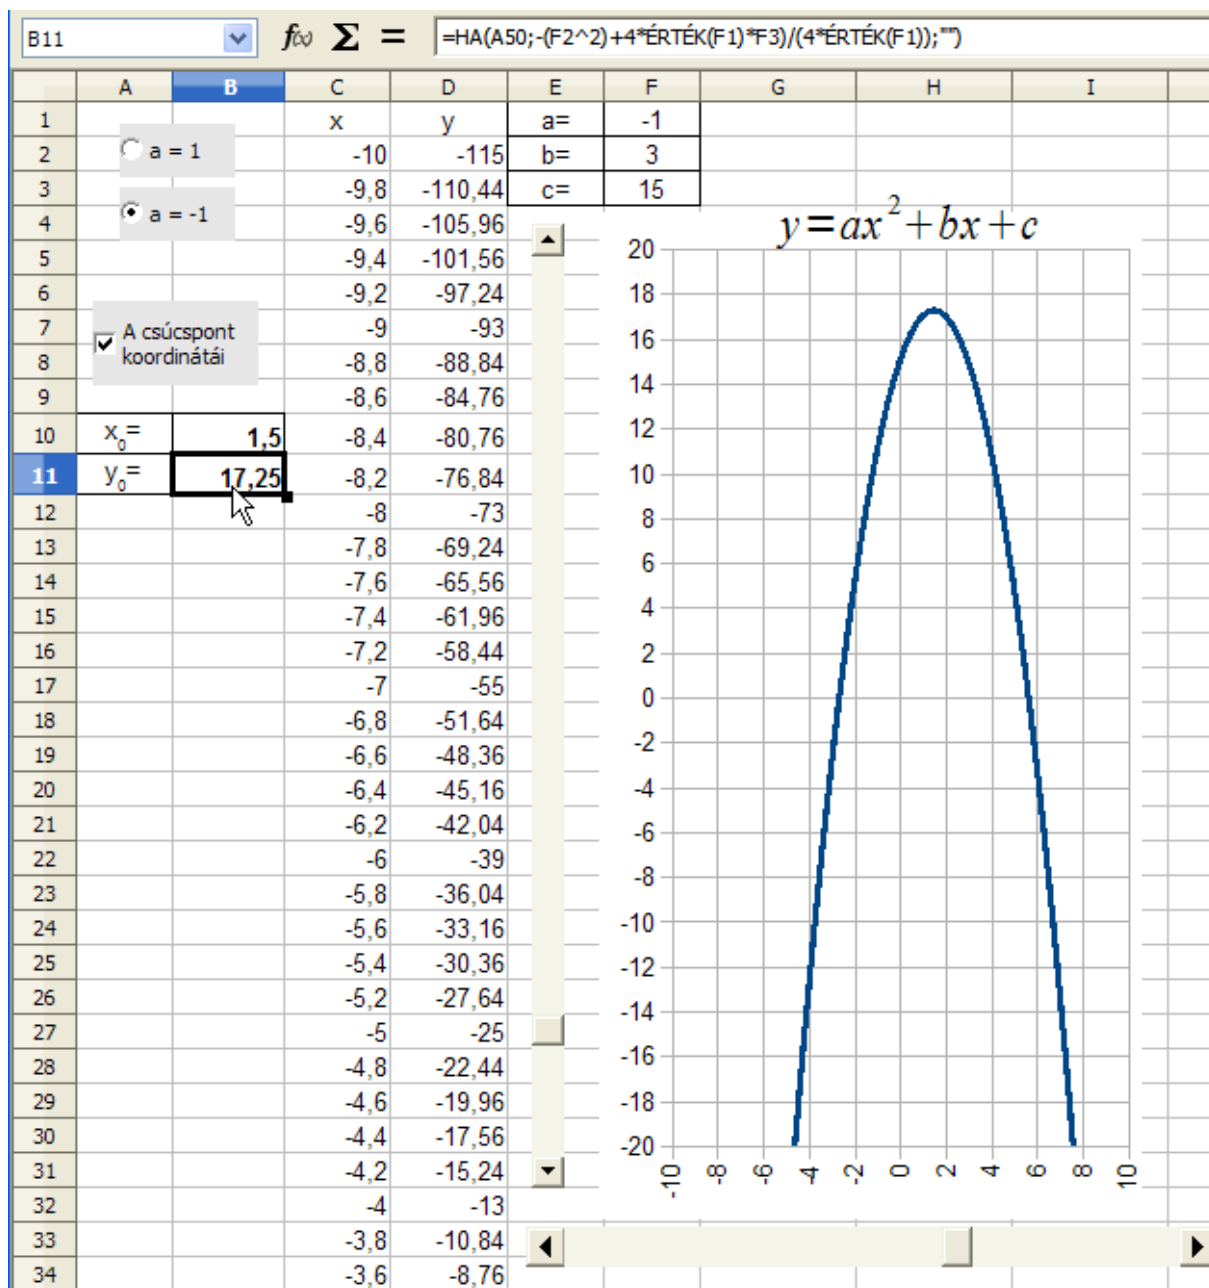 B11 f(x) Σ = =HA(A50;-(F2^2)+4*ÉRTÉK(F1)*F3)/(4*ÉRTÉK(F1));"")
A B C D E F G H I
1 x y a= -1
2 a = 1 -10 -115 b= 3
3 a = -1 -9,8 -110,44 c= 15
y=ax²+bx+c
4 -9,6 -105,96
5 -9,4 -101,56 20
6 -9,2 -97,24 18
7 A csúcspont -9 -93 16
8 koordinátái -8,8 -88,84 14
9 -8,6 -84,76
10 x₀= 1,5 -8,4 -80,76 12
11 y₀= 17,25 -8,2 -76,84 10
12 -8 -73 8
13 -7,8 -69,24 6
14 -7,6 -65,56
15 -7,4 -61,96 4
16 -7,2 -58,44 2
17 -7 -55 0
18 -6,8 -51,64 -2
19 -6,6 -48,36
20 -6,4 -45,16 -4
21 -6,2 -42,04 -6
22 -6 -39 -8
23 -5,8 -36,04
24 -5,6 -33,16 -10
25 -5,4 -30,36 -12
26 -5,2 -27,64 -14
27 -5 -25
28 -4,8 -22,44 -16
29 -4,6 -19,96 -18
30 -4,4 -17,56 -20
31 -4,2 -15,24 -10 -8 -6 -4 -2 0 2 4 6 8 10
32 -4 -13
33 -3,8 -10,84
34 -3,6 -8,76